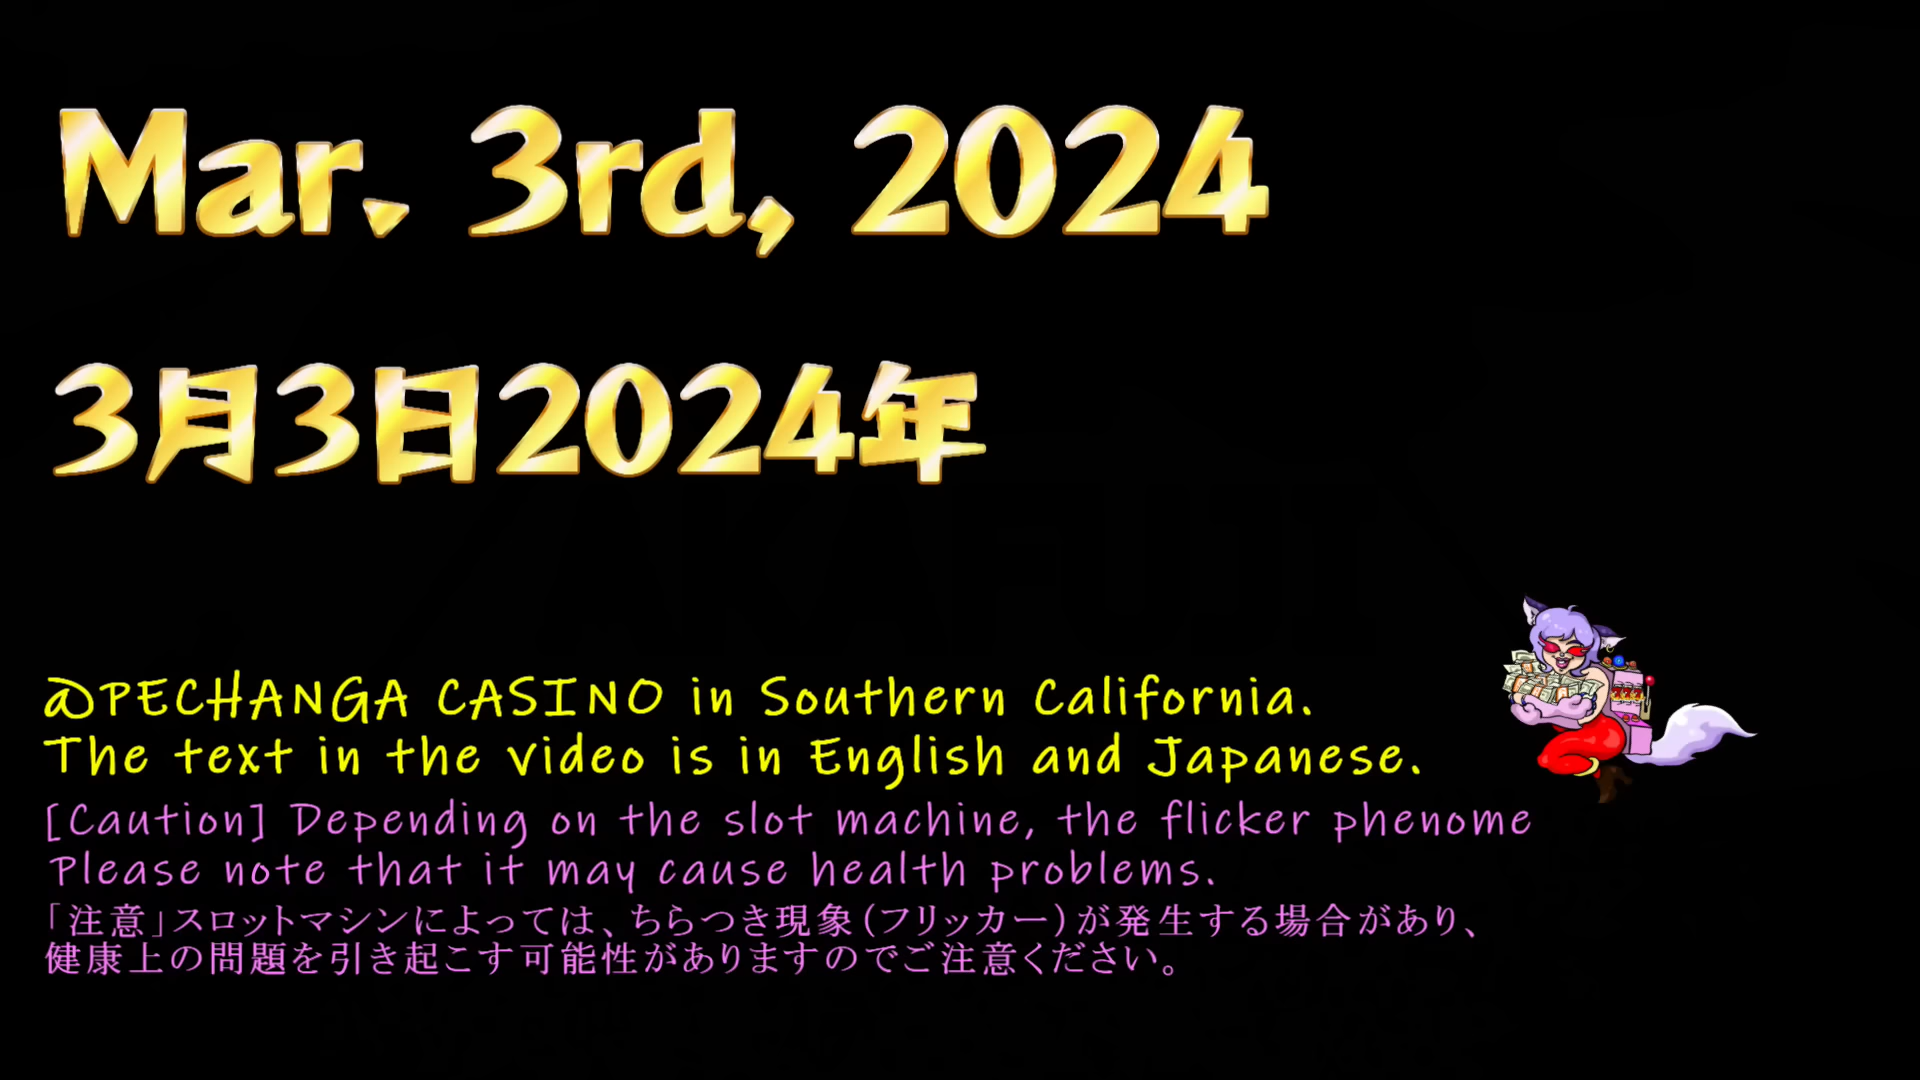 Mar. 3rd, 2024
3月3日2024年
@PECHANGA CASINO in Southern California.
The text in the video is in English and Japanese.
[Caution] Depending on the slot machine, the flicker phenome
Please note that it may cause health problems.
「注意」スロットマシンによっては、ちらつき現象(フリッカー)が発生する場合があり、
健康上の問題を引き起こす可能性がありますのでご注意ください。